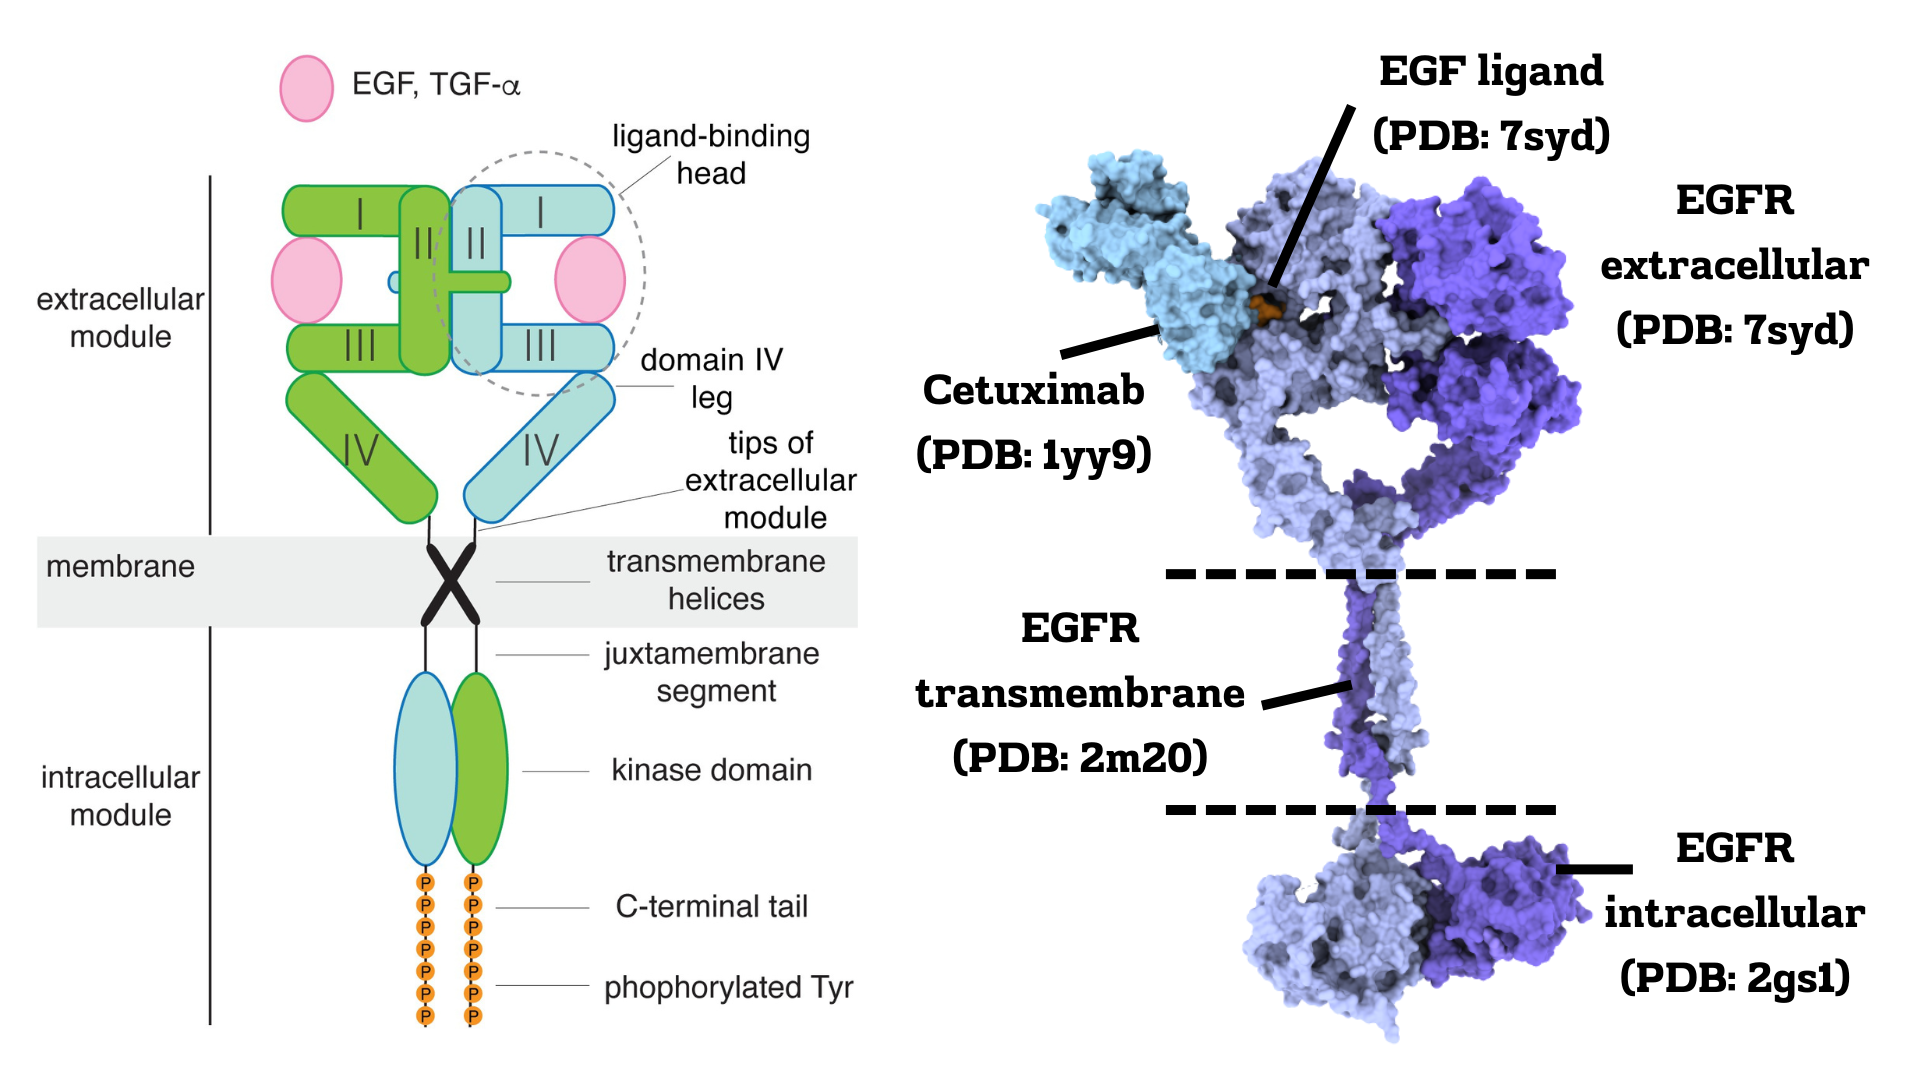 EGF, TGF-α
ligand-binding
head
I
II
II
I
extracellular
module
III
III
domain IV
leg
IV
IV
tips of
extracellular
module
membrane
transmembrane
helices
juxtamembrane
segment
intracellular
module
kinase domain
P P
P P
C-terminal tail
P P
P P
P P
phophorylated Tyr
P P
P P
EGF ligand
(PDB: 7syd)
EGFR
extracellular
(PDB: 7syd)
Cetuximab
(PDB: 1yy9)
EGFR
transmembrane
(PDB: 2m20)
EGFR
intracellular
(PDB: 2gs1)